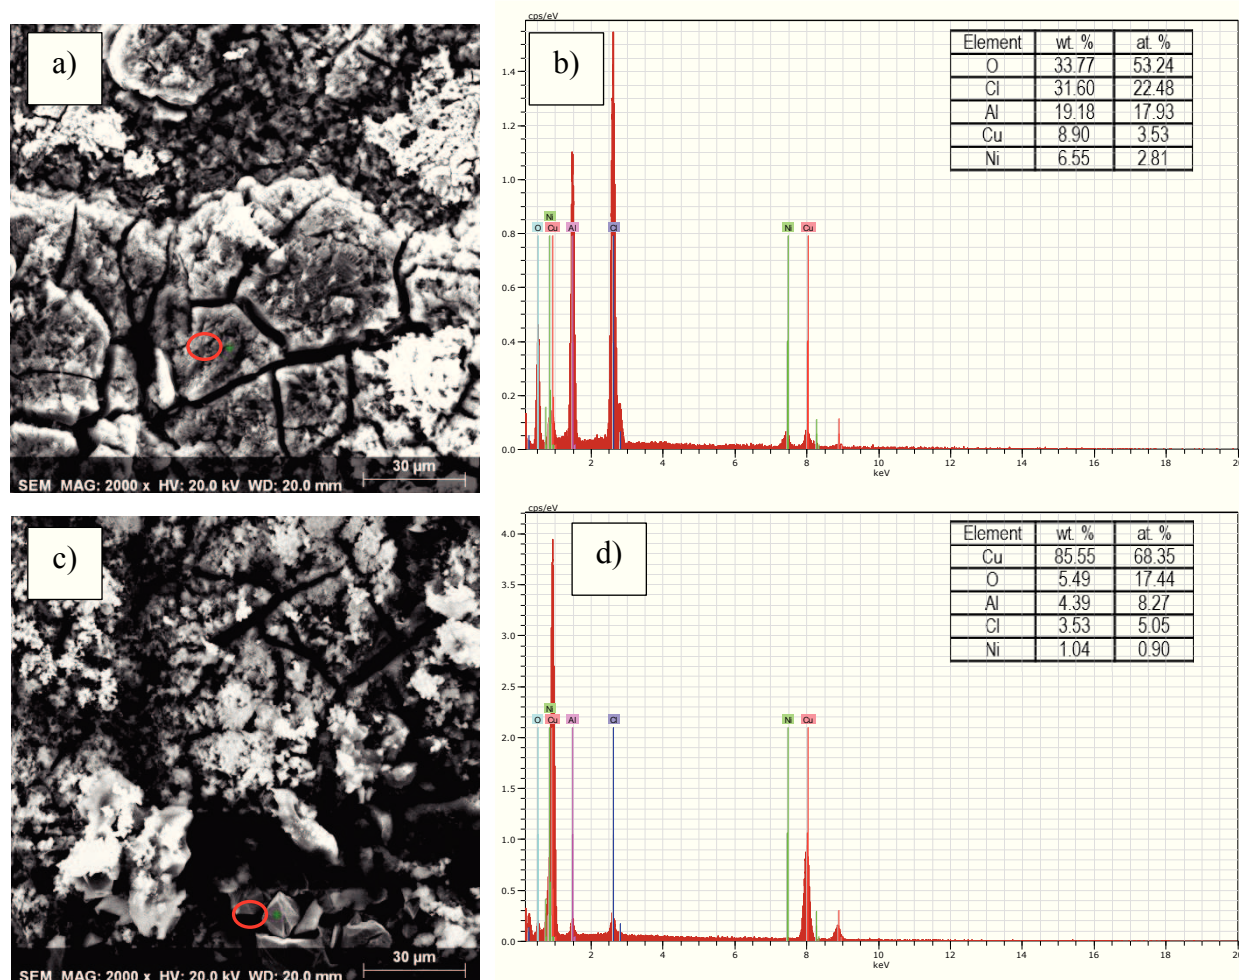 a)
30 µm
SEM MAG: 2000 x HV: 20.0 kV WD: 20.0 mm
b)
cps/eV
1.4
1.2
1.0
0.8
0.6
0.4
0.2
0.0
Ni
O Cu Al Cl Ni Cu
2 4 6 8 10 12 14 16 18 20
keV
Element wt. % at. %
O 33.77 53.24
Cl 31.60 22.48
Al 19.18 17.93
Cu 8.90 3.53
Ni 6.55 2.81
c)
30 µm
SEM MAG: 2000 x HV: 20.0 kV WD: 20.0 mm
d)
cps/eV
4.0
3.5
3.0
2.5
2.0
1.5
1.0
0.5
0.0
Ni
O Cu Al Cl Ni Cu
2 4 6 8 10 12 14 16 18 20
keV
Element wt. % at. %
Cu 85.55 68.35
O 5.49 17.44
Al 4.39 8.27
Cl 3.53 5.05
Ni 1.04 0.90